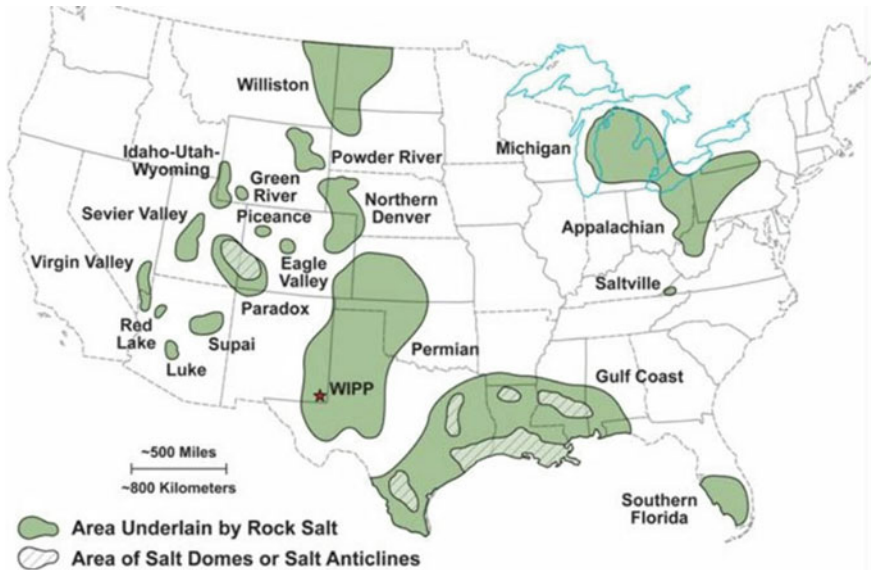 Williston
Michigan
Idaho-Utah-
Wyoming
Powder River
Green
River
Northern
Denver
Sevier Valley
Piceance
Appalachian
Virgin Valley
Eagle
Valley
Saltville
Paradox
Red
Lake
Supai
Permian
Luke
Gulf Coast
WIPP
~500 Miles
~800 Kilometers
Southern
Florida
Area Underlain by Rock Salt
Area of Salt Domes or Salt Anticlines